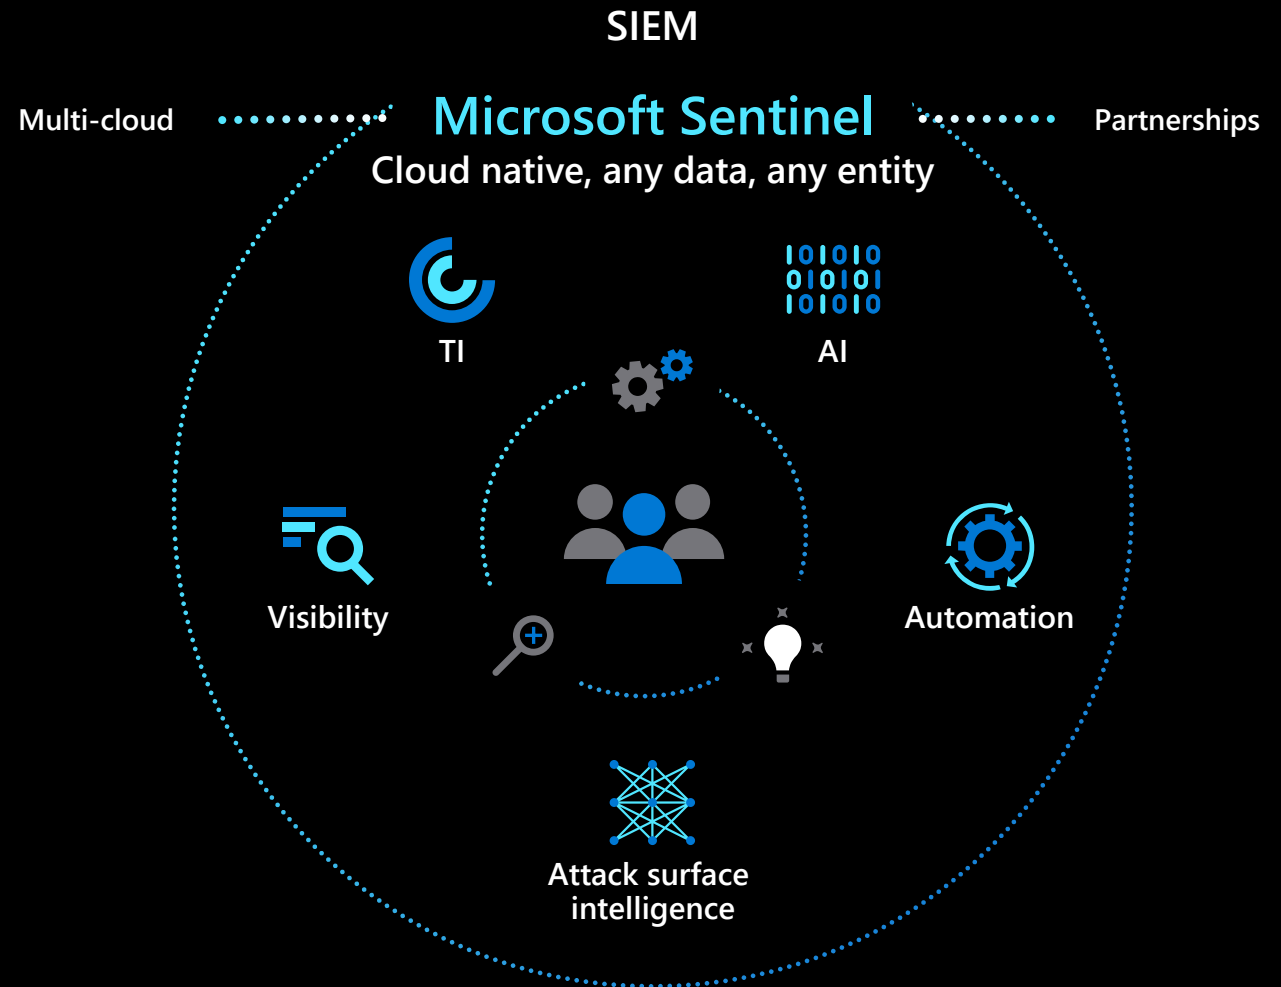 SIEM
Multi-cloud
Microsoft Sentinel
Partnerships
Cloud native, any data, any entity
TI
AI
Visibility
Automation
Attack surface
intelligence